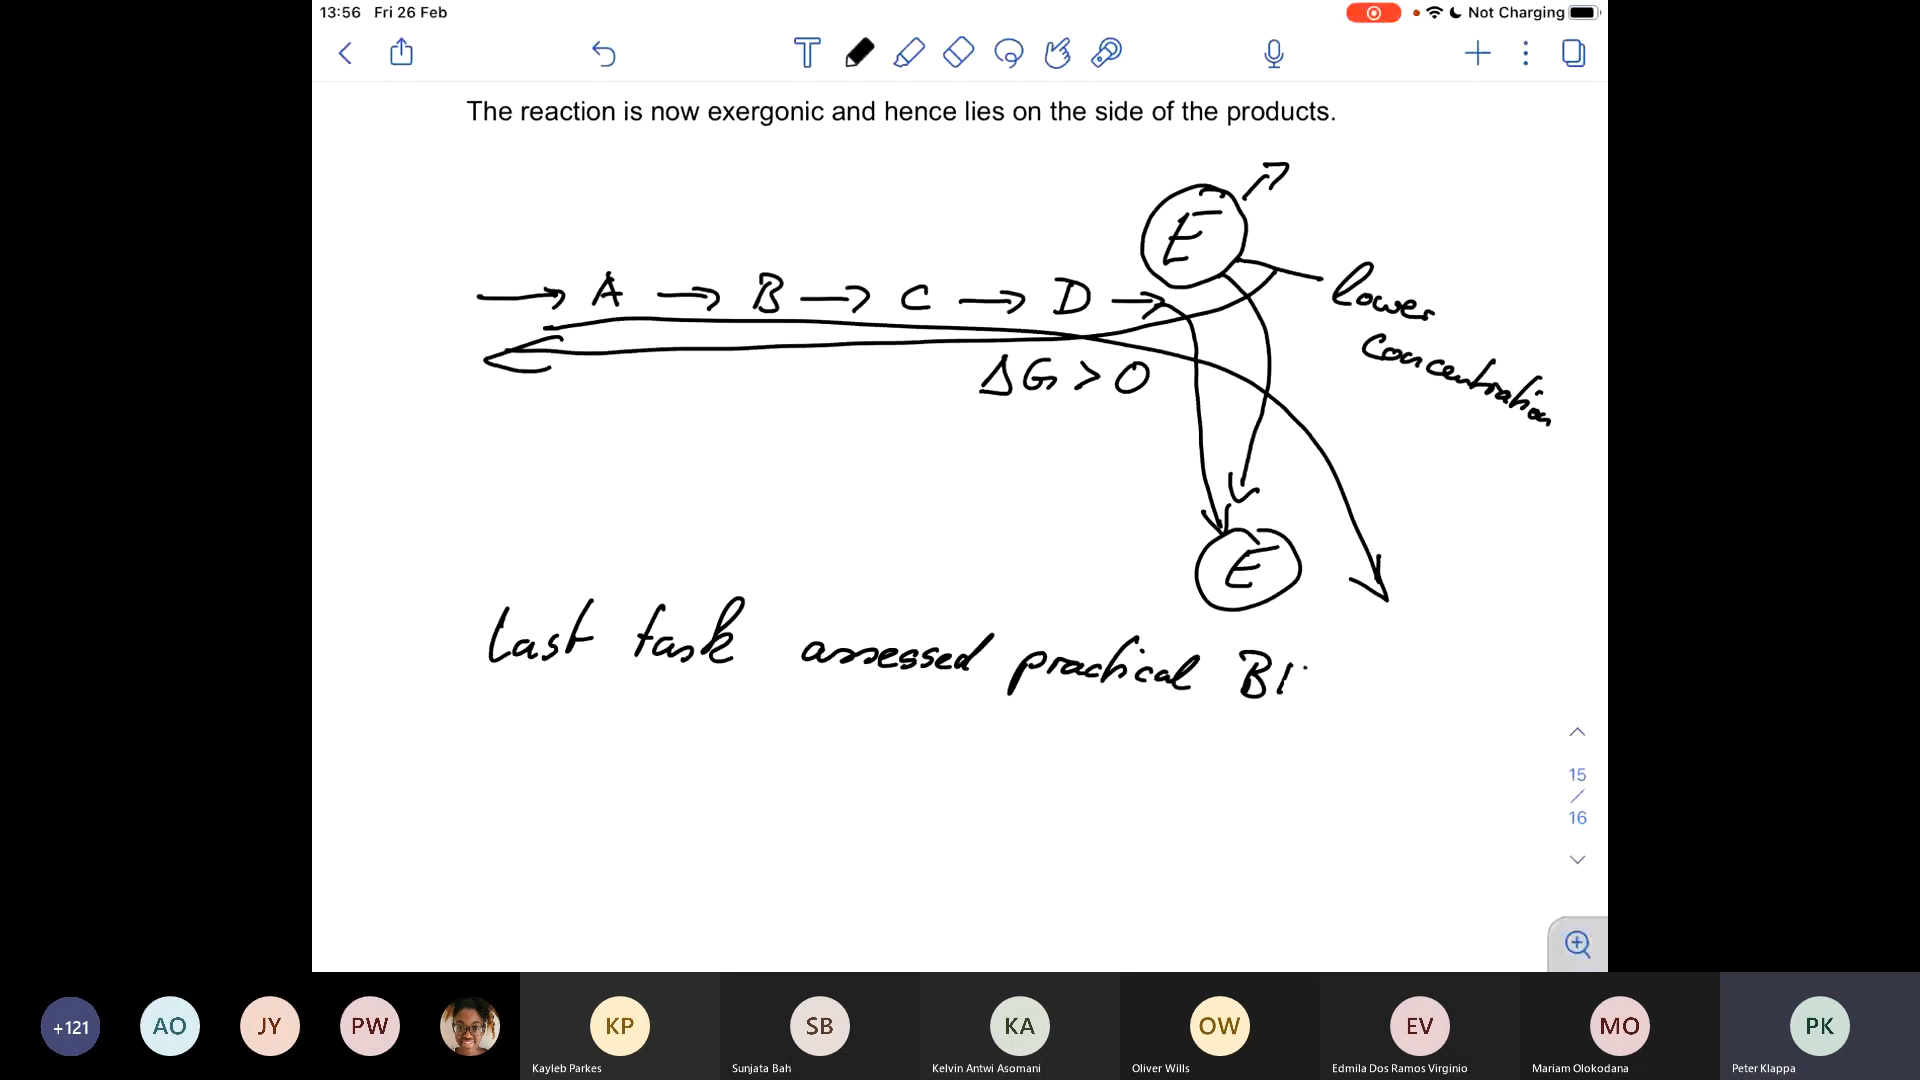 13:56 Fri 26 Feb
Not Charging
The reaction is now exergonic and hence lies on the side of the products.
E
→ A → B → C → D →
lower
concentration
ΔG > 0
E
Last task assessed practical
15
/
16
+121
AO
JY
PW
KP
SB
KA
OW
EV
MO
PK
Kayleb Parkes
Sunjata Bah
Kelvin Antwi Asomani
Oliver Wills
Edmila Dos Ramos Virginio
Mariam Olokodana
Peter Klappa